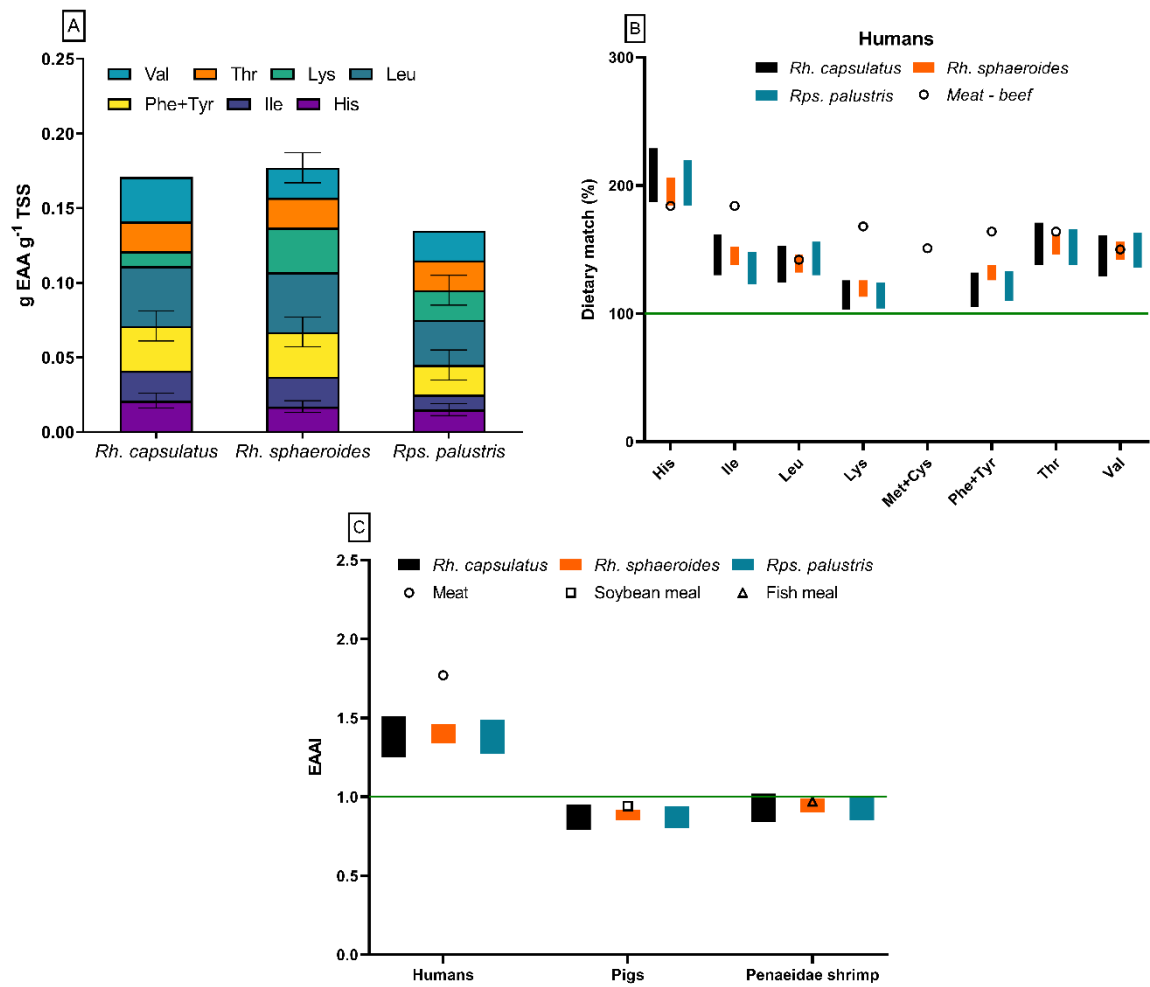 A
0.25
0.20
0.15
0.10
0.05
0.00
g EAA g-1 TSS
Val Thr Lys Leu
Phe+Tyr Ile His
Rh. capsulatus Rh. sphaeroides Rps. palustris
B
Humans
Rh. capsulatus Rh. sphaeroides
Rps. palustris Meat - beef
300
200
100
0
Dietary match (%)
His Ile Leu Lys Met+Cys Phe+Tyr Thr Val
C
Rh. capsulatus Rh. sphaeroides Rps. palustris
Meat Soybean meal Fish meal
2.5
2.0
1.5
1.0
0.5
0.0
EAAI
Humans Pigs Penaeidae shrimp